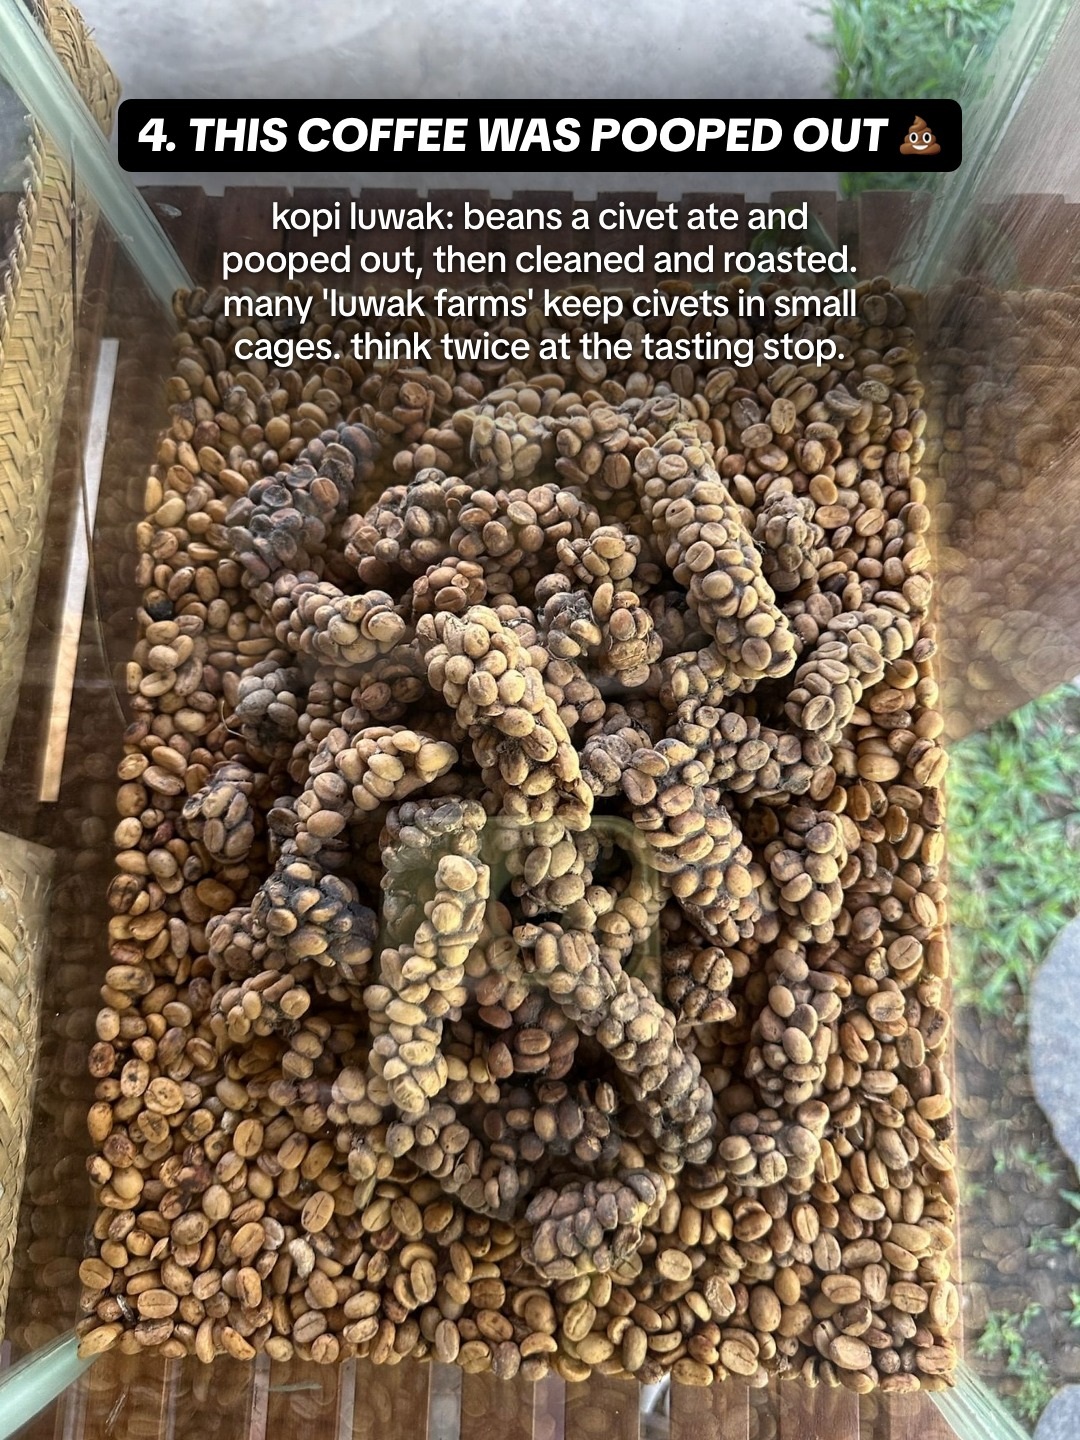 4. THIS COFFEE WAS POOPED OUT 💩
kopi luwak: beans a civet ate and
pooped out, then cleaned and roasted.
many 'luwak farms' keep civets in small
cages. think twice at the tasting stop.